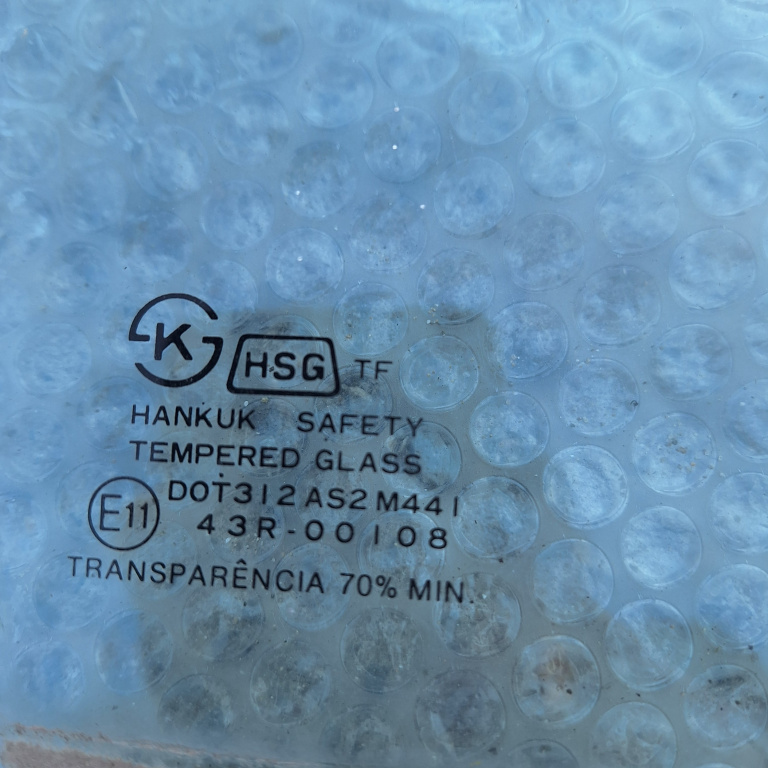 K HSG TF
HANKUK SAFETY
TEMPERED GLASS
DOT312 AS2 M441
E11 43R-00108
TRANSPARÊNCIA 70% MIN.